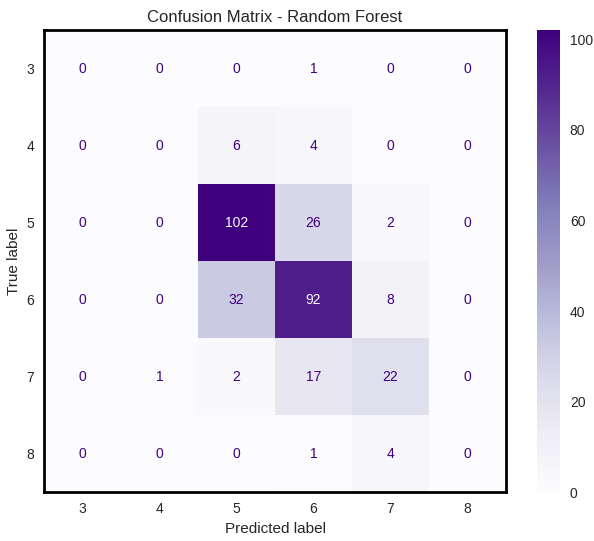 Confusion Matrix - Random Forest
3 0 0 0 1 0 0
4 0 0 6 4 0 0
5 0 0 102 26 2 0
6 0 0 32 92 8 0
7 0 1 2 17 22 0
8 0 0 0 1 4 0
3 4 5 6 7 8
Predicted label
True label
100
80
60
40
20
0